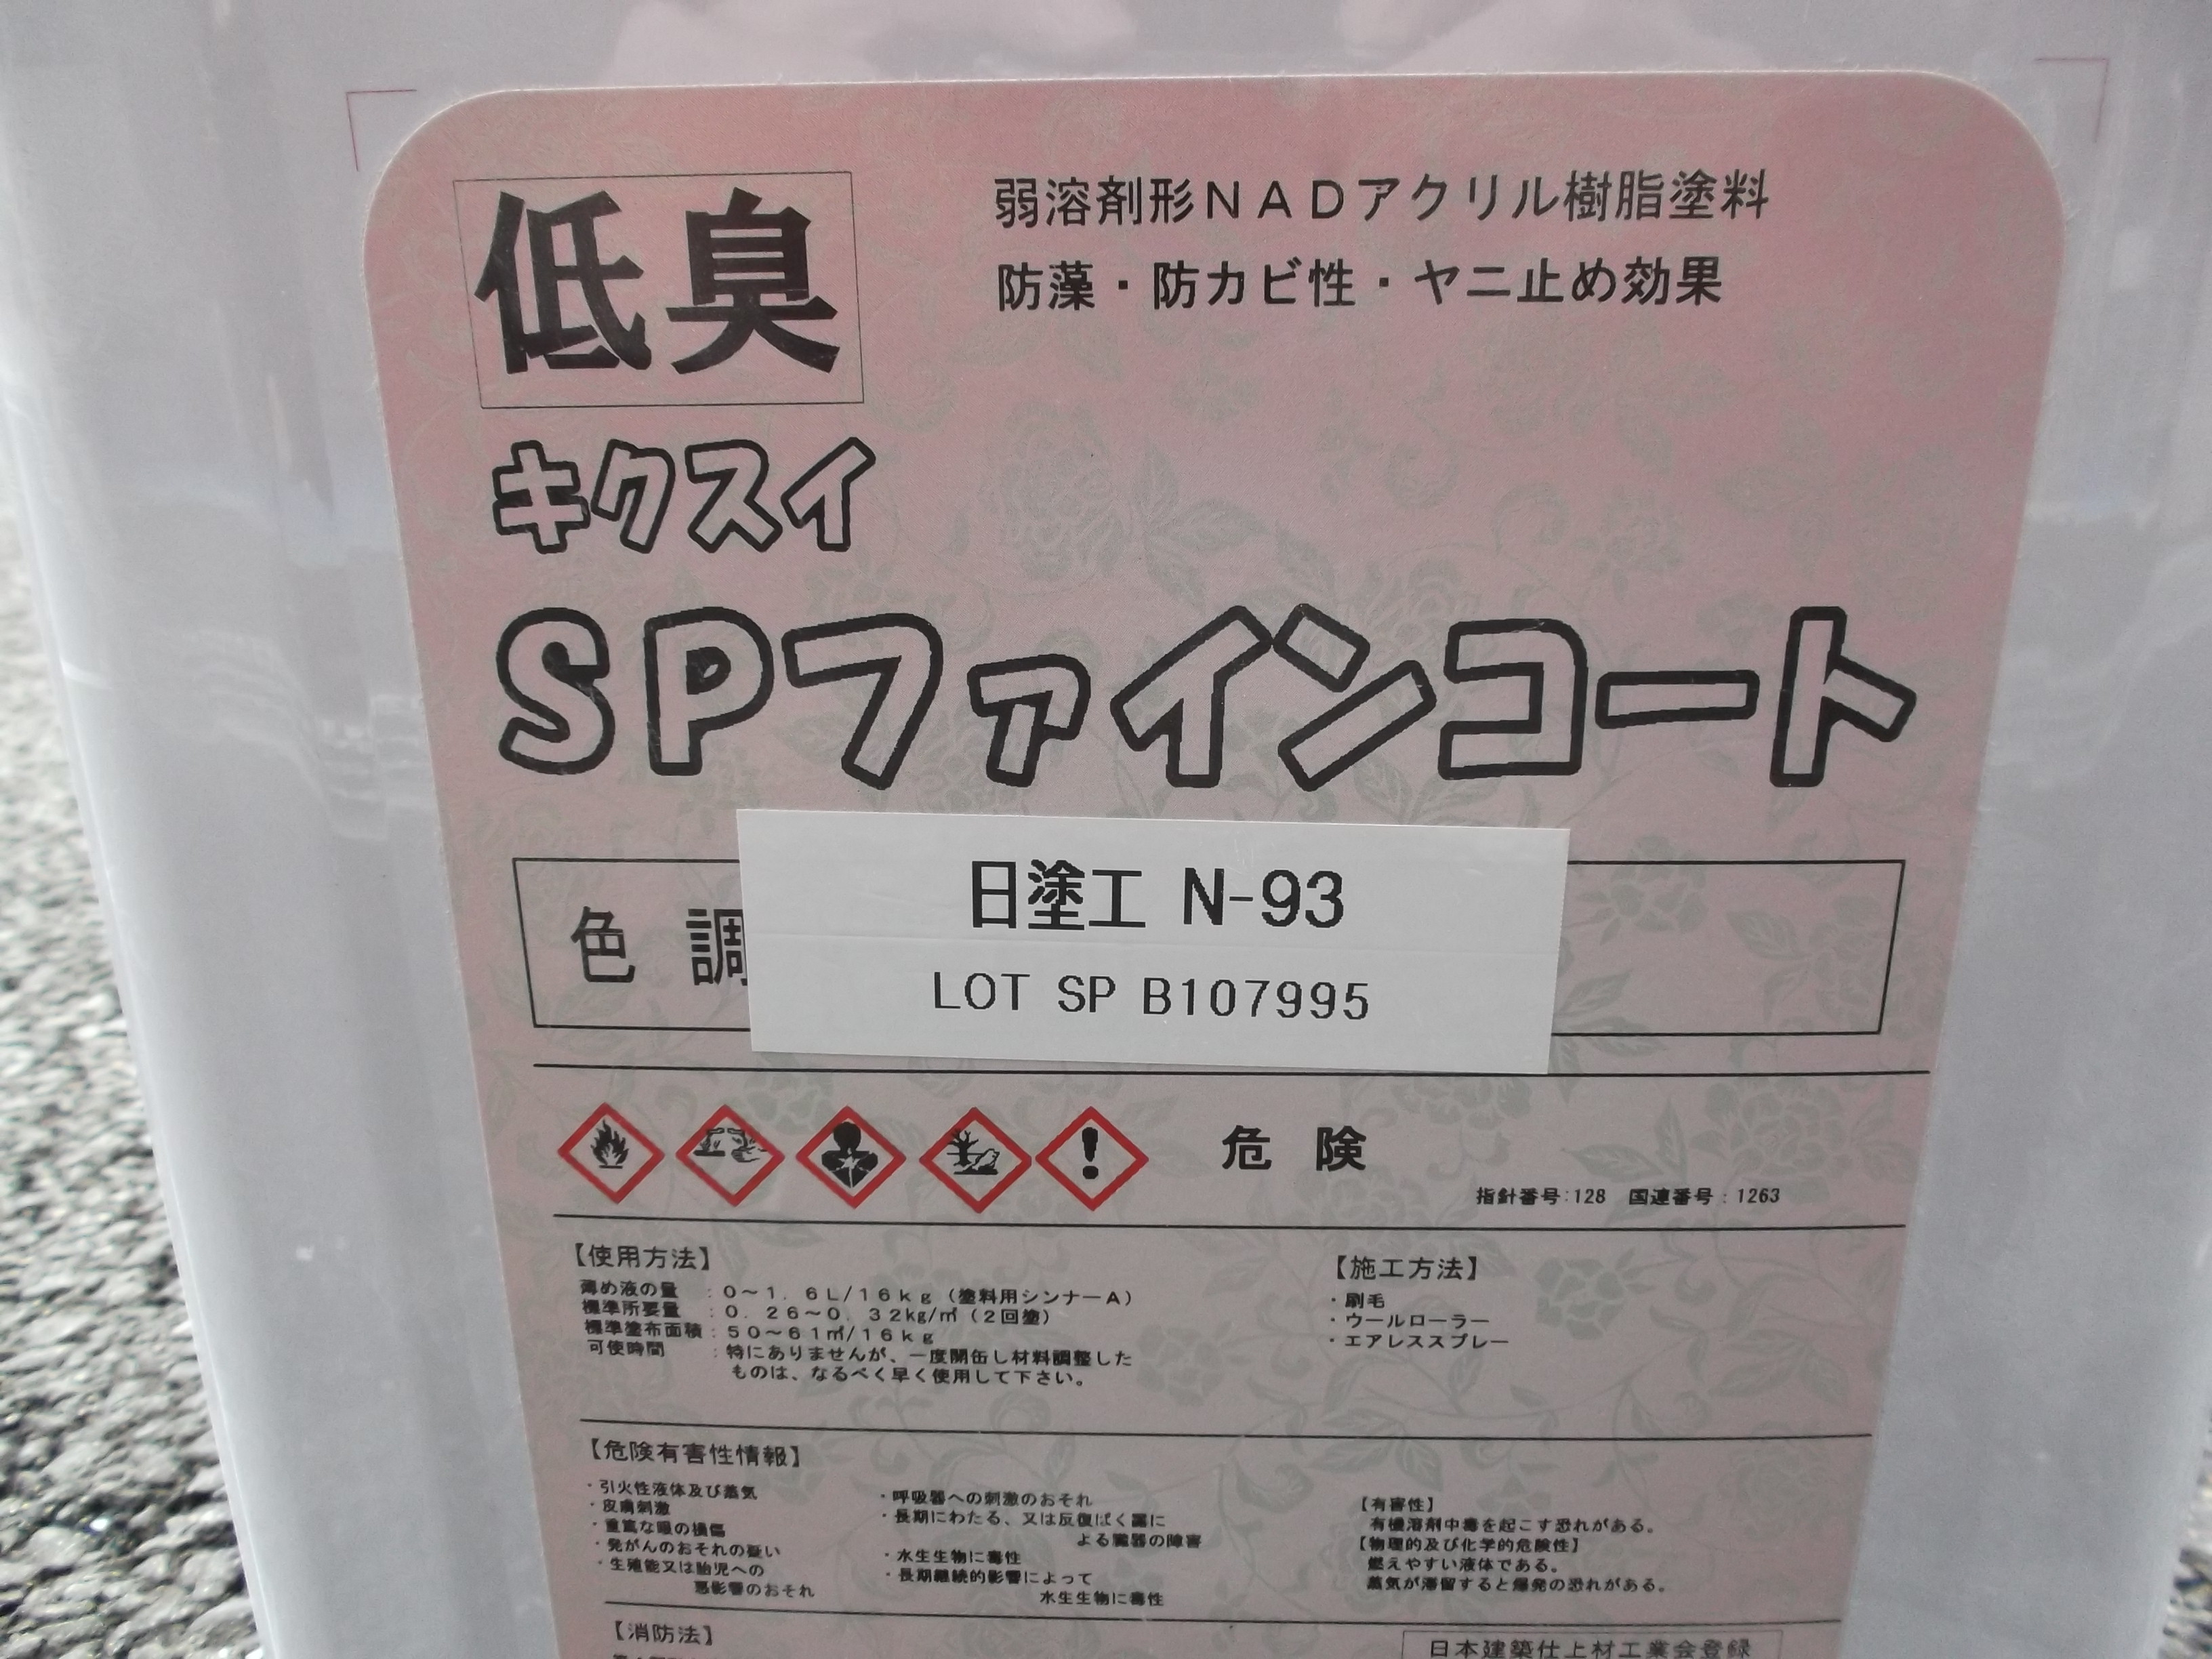 低臭
弱溶剤形ＮＡＤアクリル樹脂塗料
防藻・防カビ性・ヤニ止め効果
キクスイ
SPファインコート
色 調
日塗工 N-93
LOT SP B107995
危 険
指針番号:128 国連番号：1263
【使用方法】
薄め液の量 ：０～１．６Ｌ/１６ｋｇ（塗料用シンナーＡ）
標準所要量 ：０．２６～０．３２kg/㎡（２回塗）
標準塗布面積：５０～６１㎡/１６ｋｇ
可使時間 ：特にありませんが、一度開缶し材料調整した
ものは、なるべく早く使用して下さい。
【施工方法】
・刷毛
・ウールローラー
・エアレススプレー
【危険有害性情報】
・引火性液体及び蒸気
・皮膚刺激
・重篤な眼の損傷
・発がんのおそれの疑い
・生殖能又は胎児への
悪影響のおそれ
・呼吸器への刺激のおそれ
・長期にわたる、又は反復ばく露に
よる臓器の障害
・水生生物に毒性
・長期継続的影響によって
水生生物に毒性
【有害性】
有機溶剤中毒を起こす恐れがある。
【物理的及び化学的危険性】
燃えやすい液体である。
蒸気が滞留すると爆発の恐れがある。
【消防法】
日本建築仕上材工業会登録